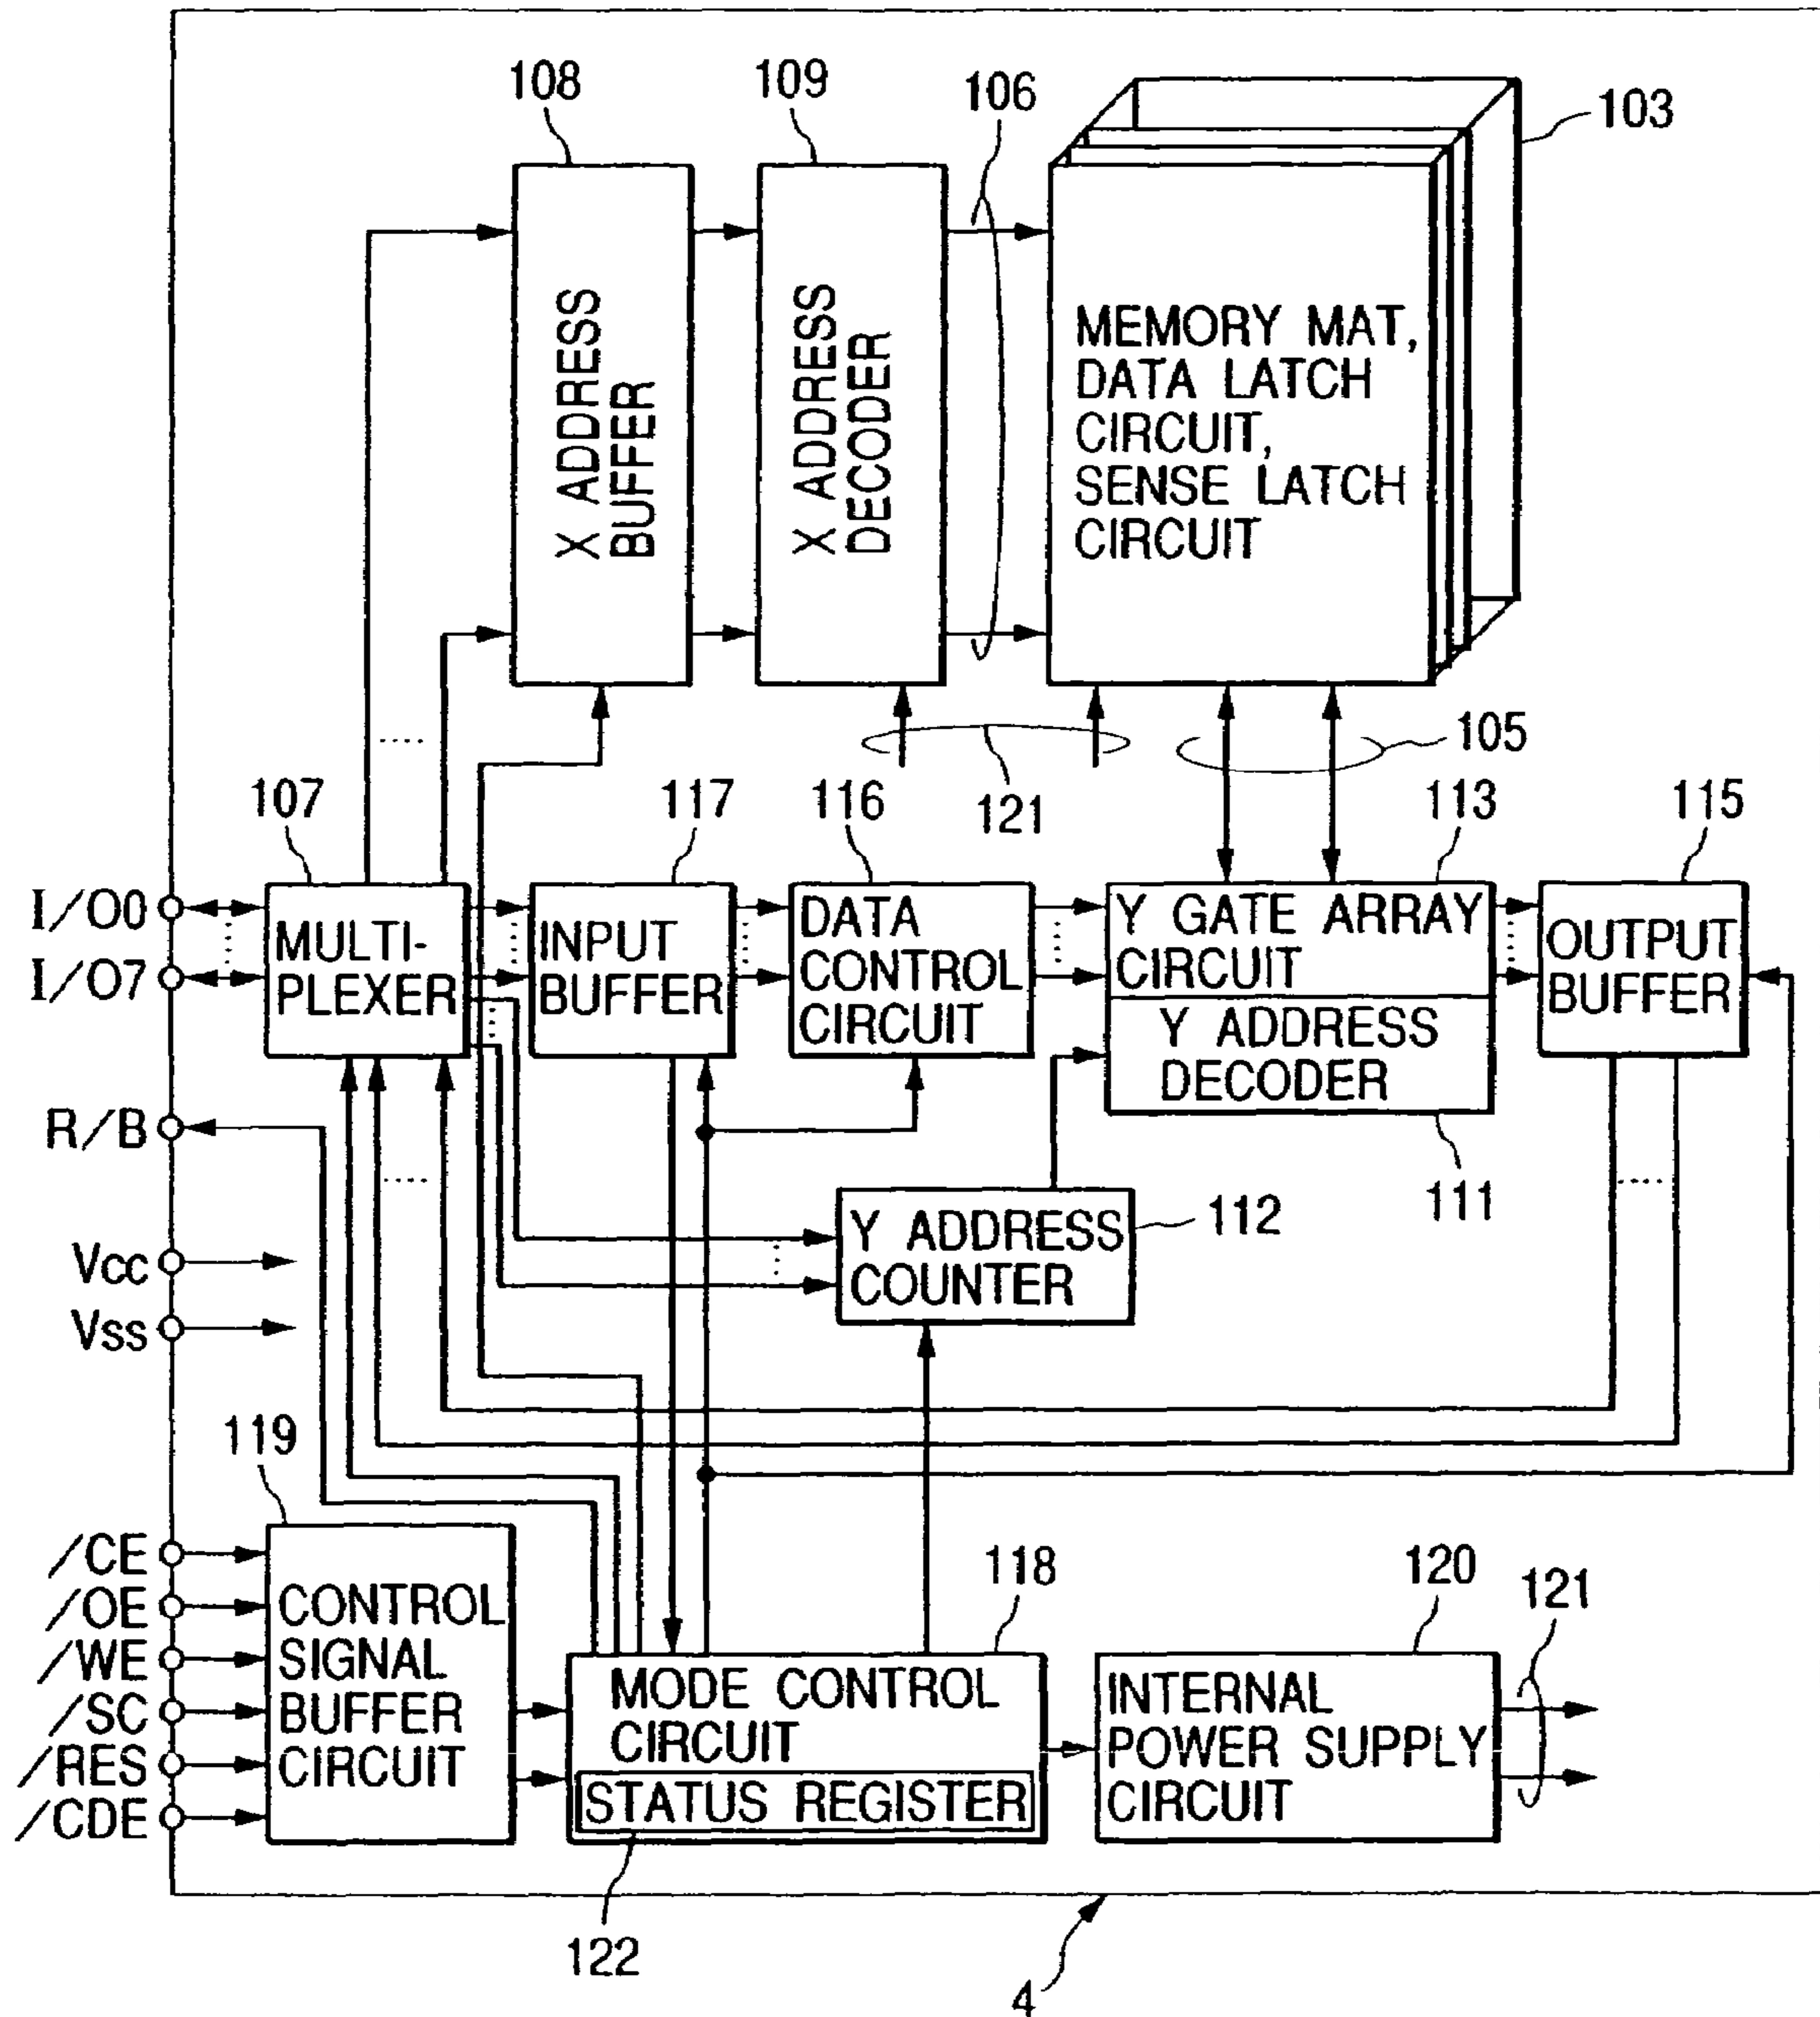 108
109
106
103
X ADDRESS
BUFFER
X ADDRESS
DECODER
MEMORY MAT,
DATA LATCH
CIRCUIT,
SENSE LATCH
CIRCUIT
105
121
107
117
116
113
115
I/O0
I/O7
MULTI-
PLEXER
INPUT
BUFFER
DATA
CONTROL
CIRCUIT
Y GATE ARRAY
CIRCUIT
Y ADDRESS
DECODER
OUTPUT
BUFFER
R/B
111
Y ADDRESS
COUNTER
112
Vcc
Vss
119
/CE
/OE
/WE
/SC
/RES
/CDE
CONTROL
SIGNAL
BUFFER
CIRCUIT
118
MODE CONTROL
CIRCUIT
STATUS REGISTER
120
INTERNAL
POWER SUPPLY
CIRCUIT
121
122
4